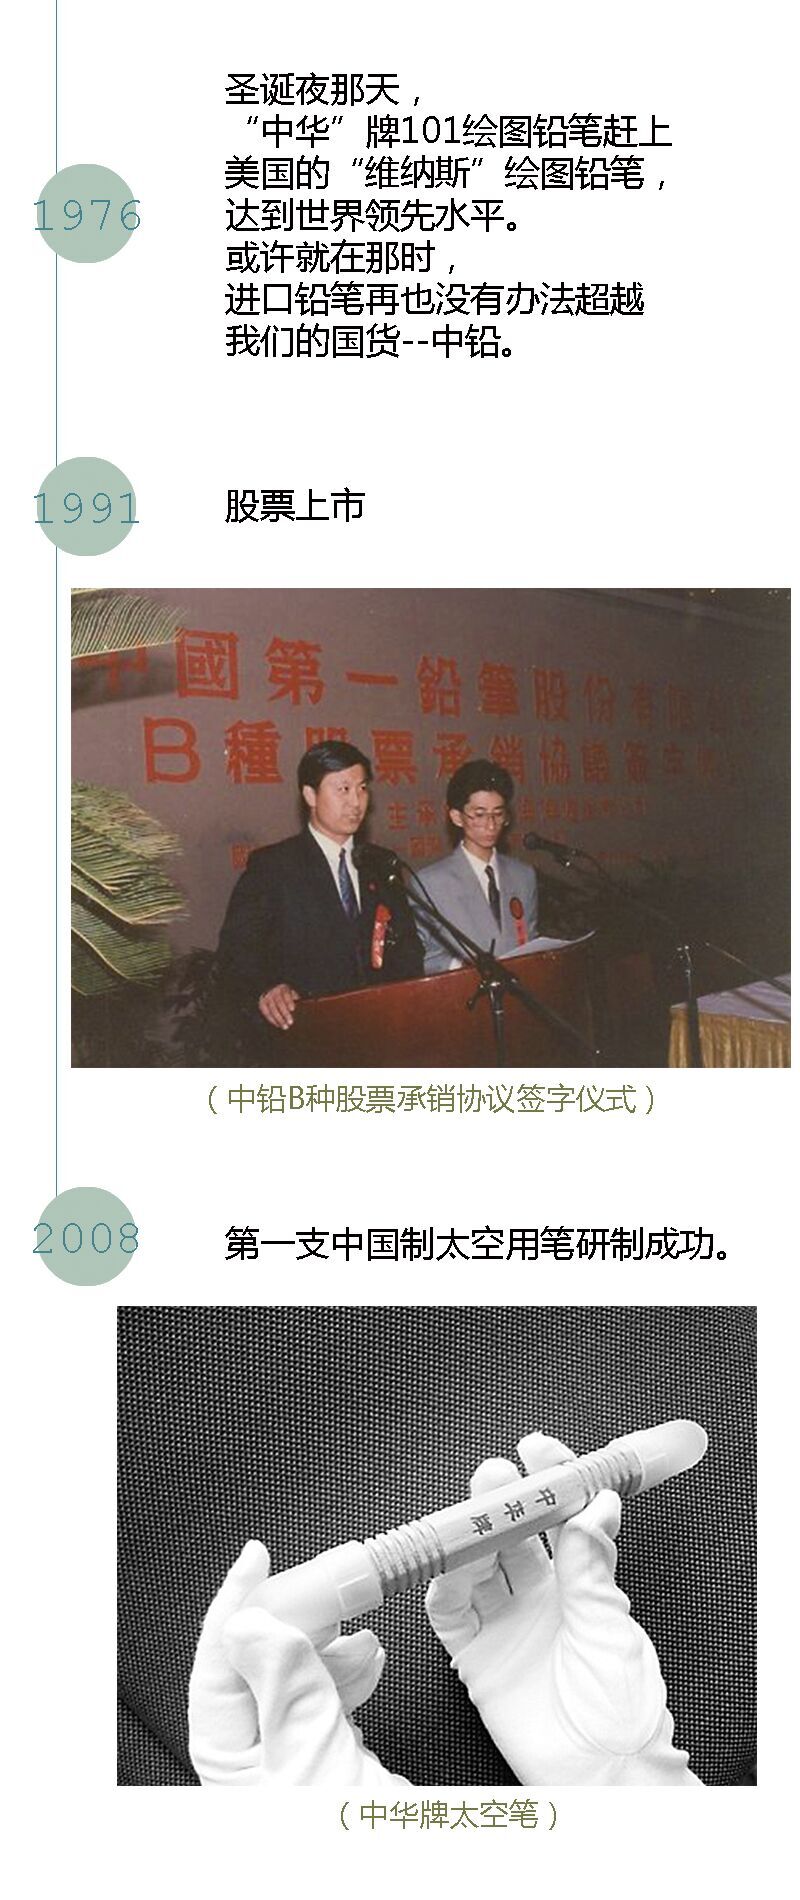 1976
圣诞夜那天，
“中华”牌101绘图铅笔赶上
美国的“维纳斯”绘图铅笔，
达到世界领先水平。
或许就在那时，
进口铅笔再也没有办法超越
我们的国货--中铅。
1991
股票上市
中國第一鉛筆股份有限
B種股票承銷協議簽字
主承
（中铅B种股票承销协议签字仪式）
2008
第一支中国制太空用笔研制成功。
中华牌
（中华牌太空笔）